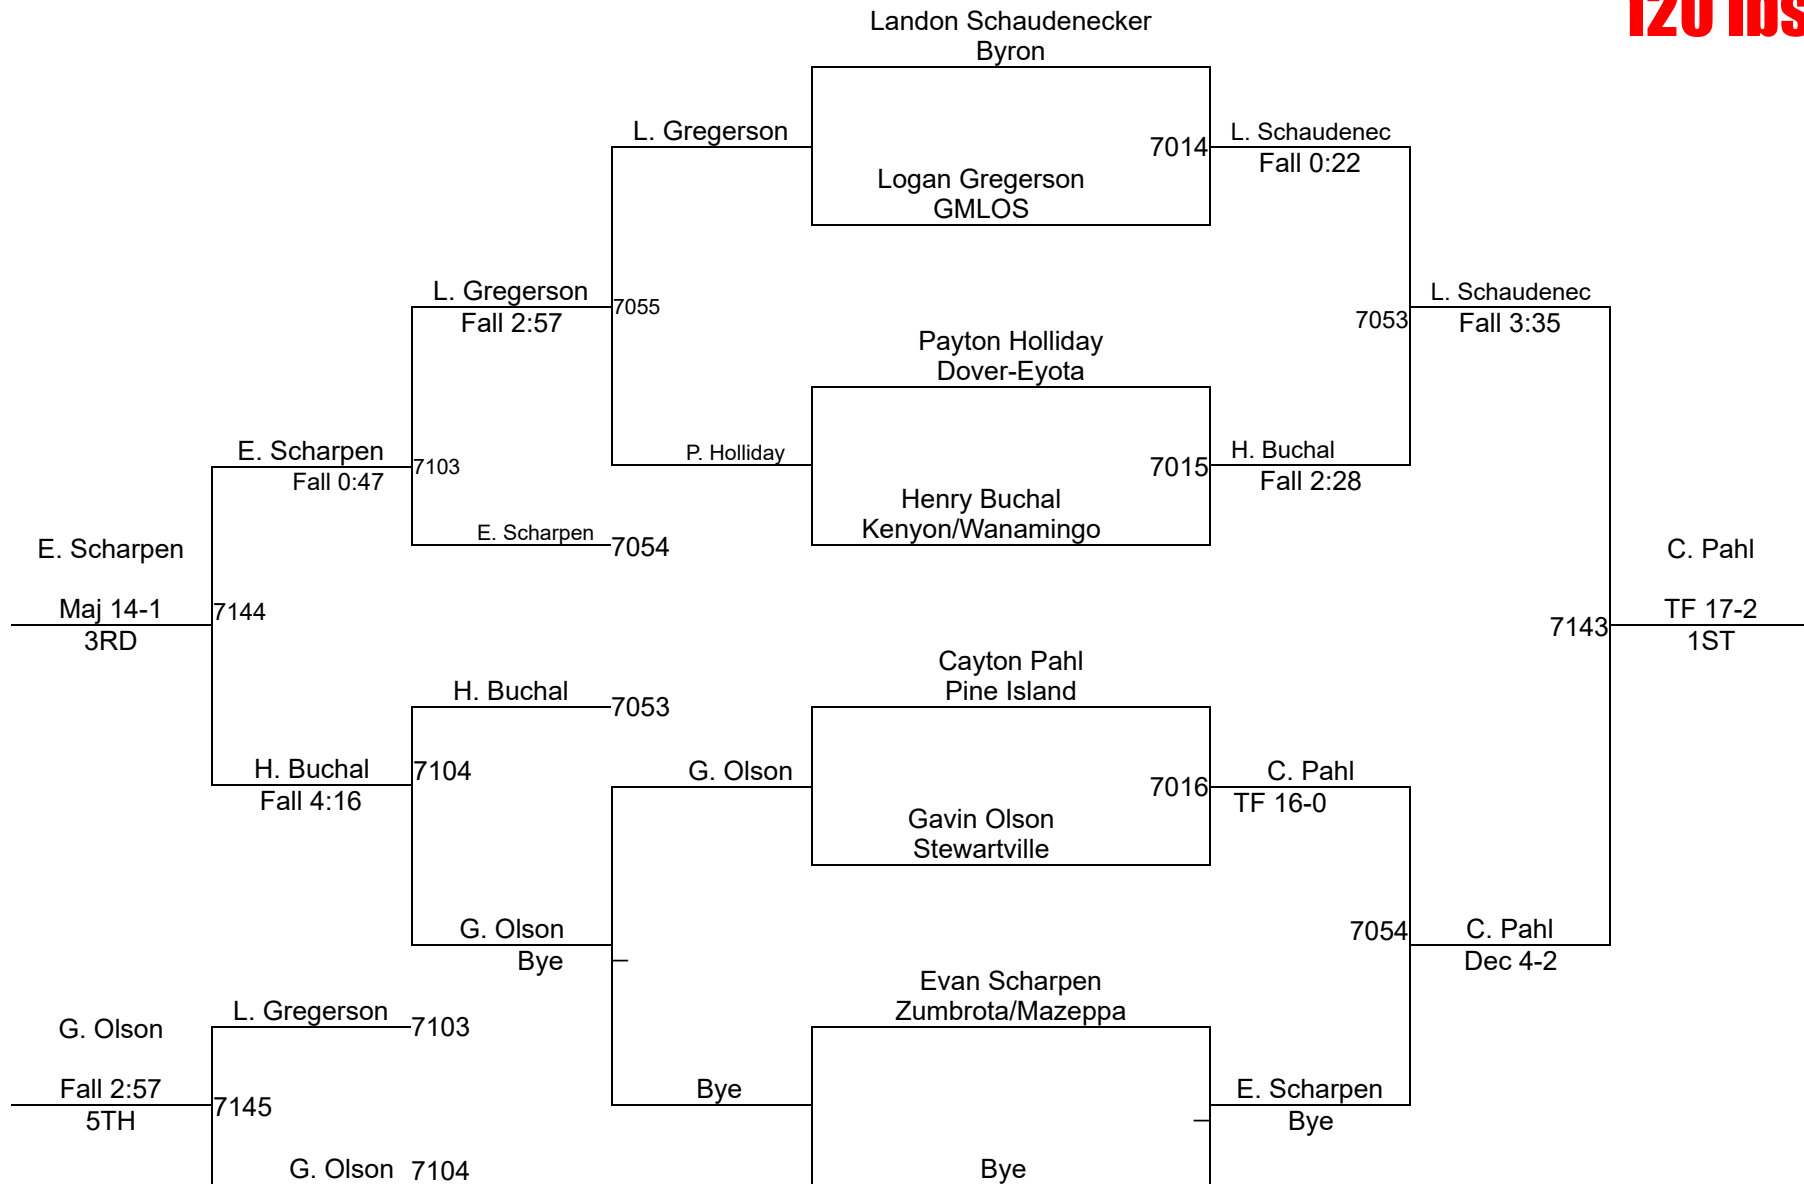 120 lbs
Landon Schaudenecker
Byron
L. Gregerson
7014
L. Schaudenec
Fall 0:22
Logan Gregerson
GMLOS
L. Gregerson
Fall 2:57
7055
7053
L. Schaudenec
Fall 3:35
Payton Holliday
Dover-Eyota
E. Scharpen
Fall 0:47
7103
P. Holliday
7015
H. Buchal
Fall 2:28
Henry Buchal
Kenyon/Wanamingo
E. Scharpen
7054
E. Scharpen
Maj 14-1
3RD
7144
C. Pahl
TF 17-2
1ST
7143
Cayton Pahl
Pine Island
H. Buchal
7053
H. Buchal
Fall 4:16
7104
G. Olson
7016
C. Pahl
TF 16-0
Gavin Olson
Stewartville
G. Olson
Bye
7054
C. Pahl
Dec 4-2
Evan Scharpen
Zumbrota/Mazeppa
L. Gregerson
7103
G. Olson
Fall 2:57
5TH
7145
Bye
E. Scharpen
Bye
G. Olson
7104
Bye